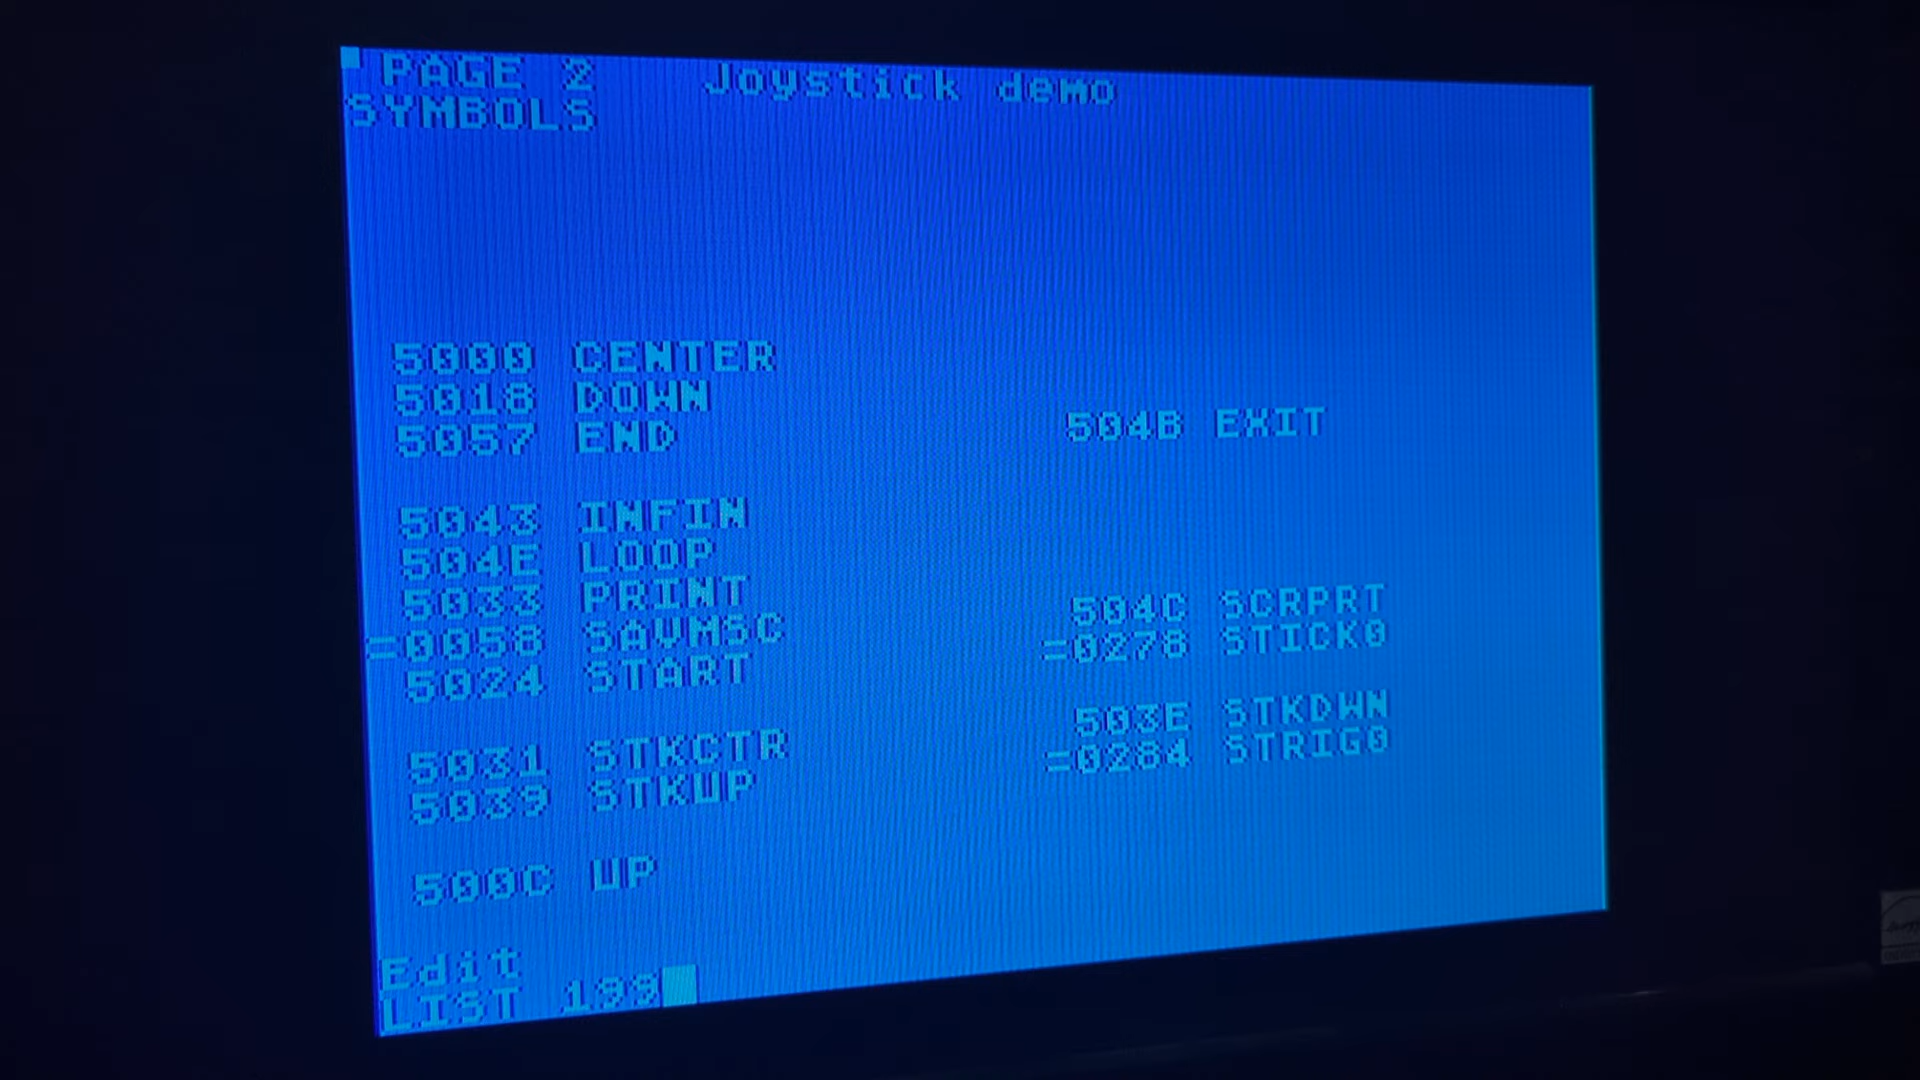 PAGE 2    Joystick demo
SYMBOLS
5000 CENTER
5018 DOWN
5057 END    504B EXIT
5043 INFIN
504E LOOP
5033 PRINT    504C SCRPRT
=0058 SAVMSC    =0278 STICK0
5024 START    503E STKDWN
5031 STKCTR    =0284 STRIG0
5039 STKUP
500C UP
Edit
LIST 199